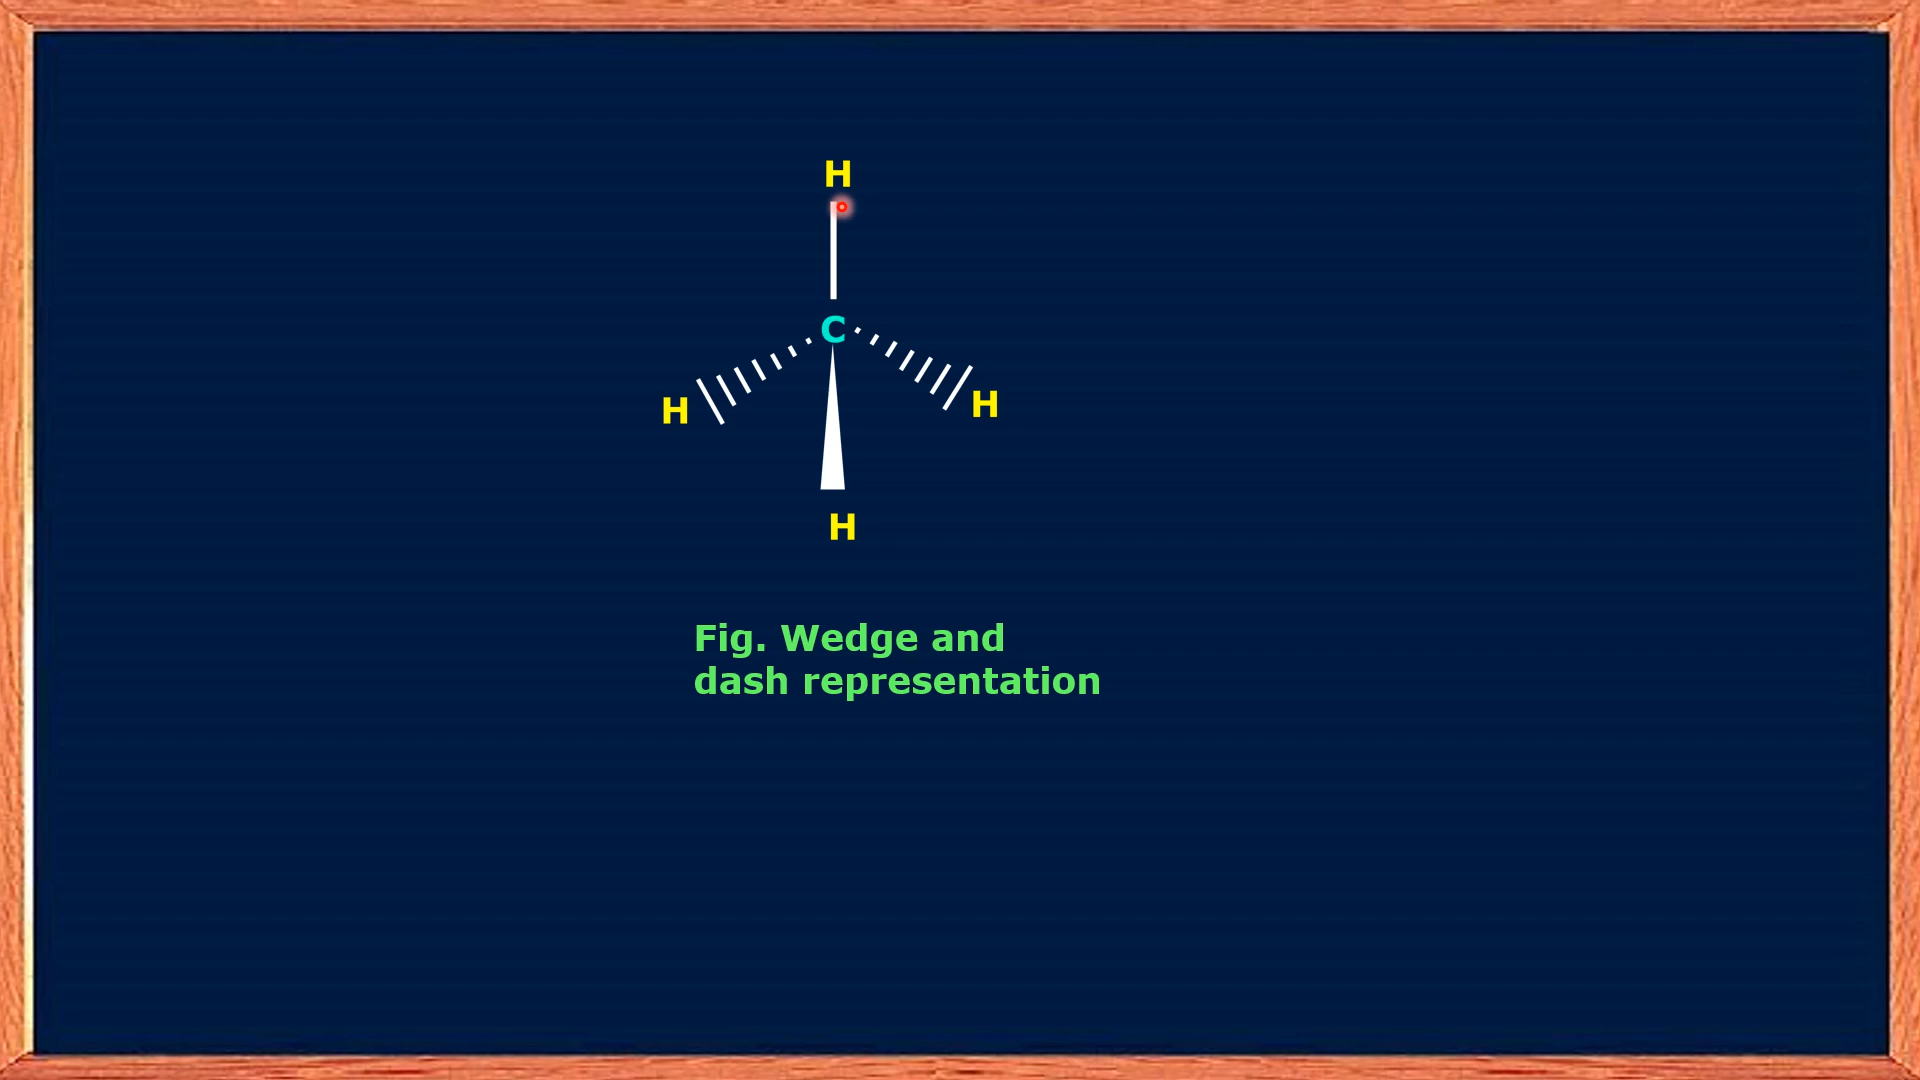 H
C
H H
H
Fig. Wedge and
dash representation